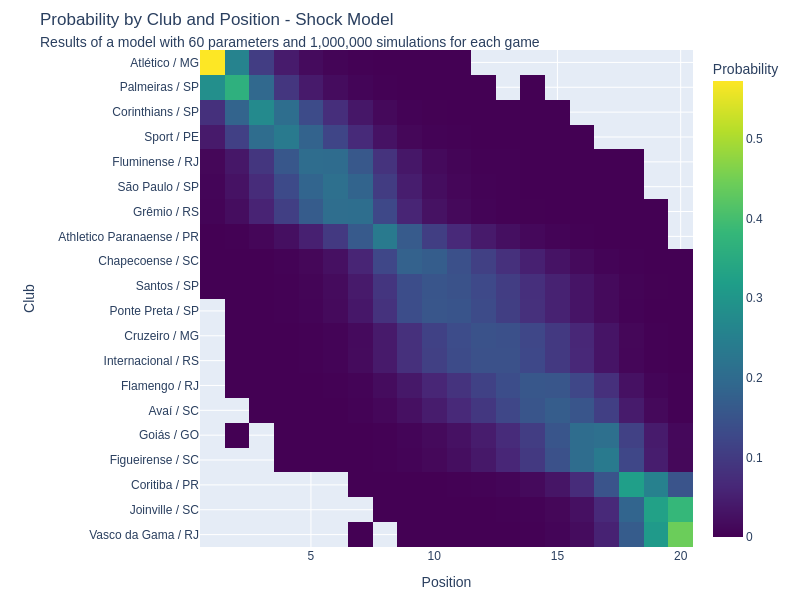 Probability by Club and Position - Shock Model
Results of a model with 60 parameters and 1,000,000 simulations for each game
Probability
Atlético / MG
Palmeiras / SP
Corinthians / SP
Sport / PE
Fluminense / RJ
São Paulo / SP
Grêmio / RS
Athletico Paranaense / PR
Chapecoense / SC
Santos / SP
Ponte Preta / SP
Cruzeiro / MG
Internacional / RS
Flamengo / RJ
Avaí / SC
Goiás / GO
Figueirense / SC
Coritiba / PR
Joinville / SC
Vasco da Gama / RJ
Club
5
10
15
20
Position
0.5
0.4
0.3
0.2
0.1
0